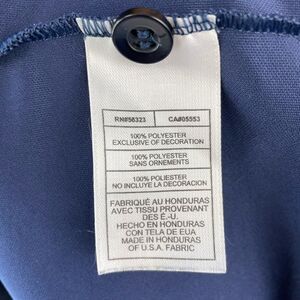 RN#56323 CA#05553
100% POLYESTER
EXCLUSIVE OF DECORATION
100% POLYESTER
SANS ORNEMENTS
100% POLIESTER
NO INCLUYE LA DECORACION
FABRIQUÉ AU HONDURAS
AVEC TISSU PROVENANT
DES É.-U.
HECHO EN HONDURAS
CON TELA DE EUA
MADE IN HONDURAS
OF U.S.A. FABRIC